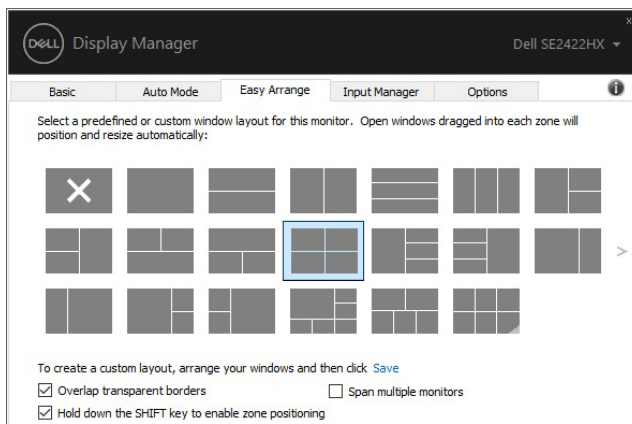 DELL Display Manager Dell SE2422HX
Basic Auto Mode Easy Arrange Input Manager Options
Select a predefined or custom window layout for this monitor. Open windows dragged into each zone will
position and resize automatically:
To create a custom layout, arrange your windows and then click Save
Overlap transparent borders Span multiple monitors
Hold down the SHIFT key to enable zone positioning